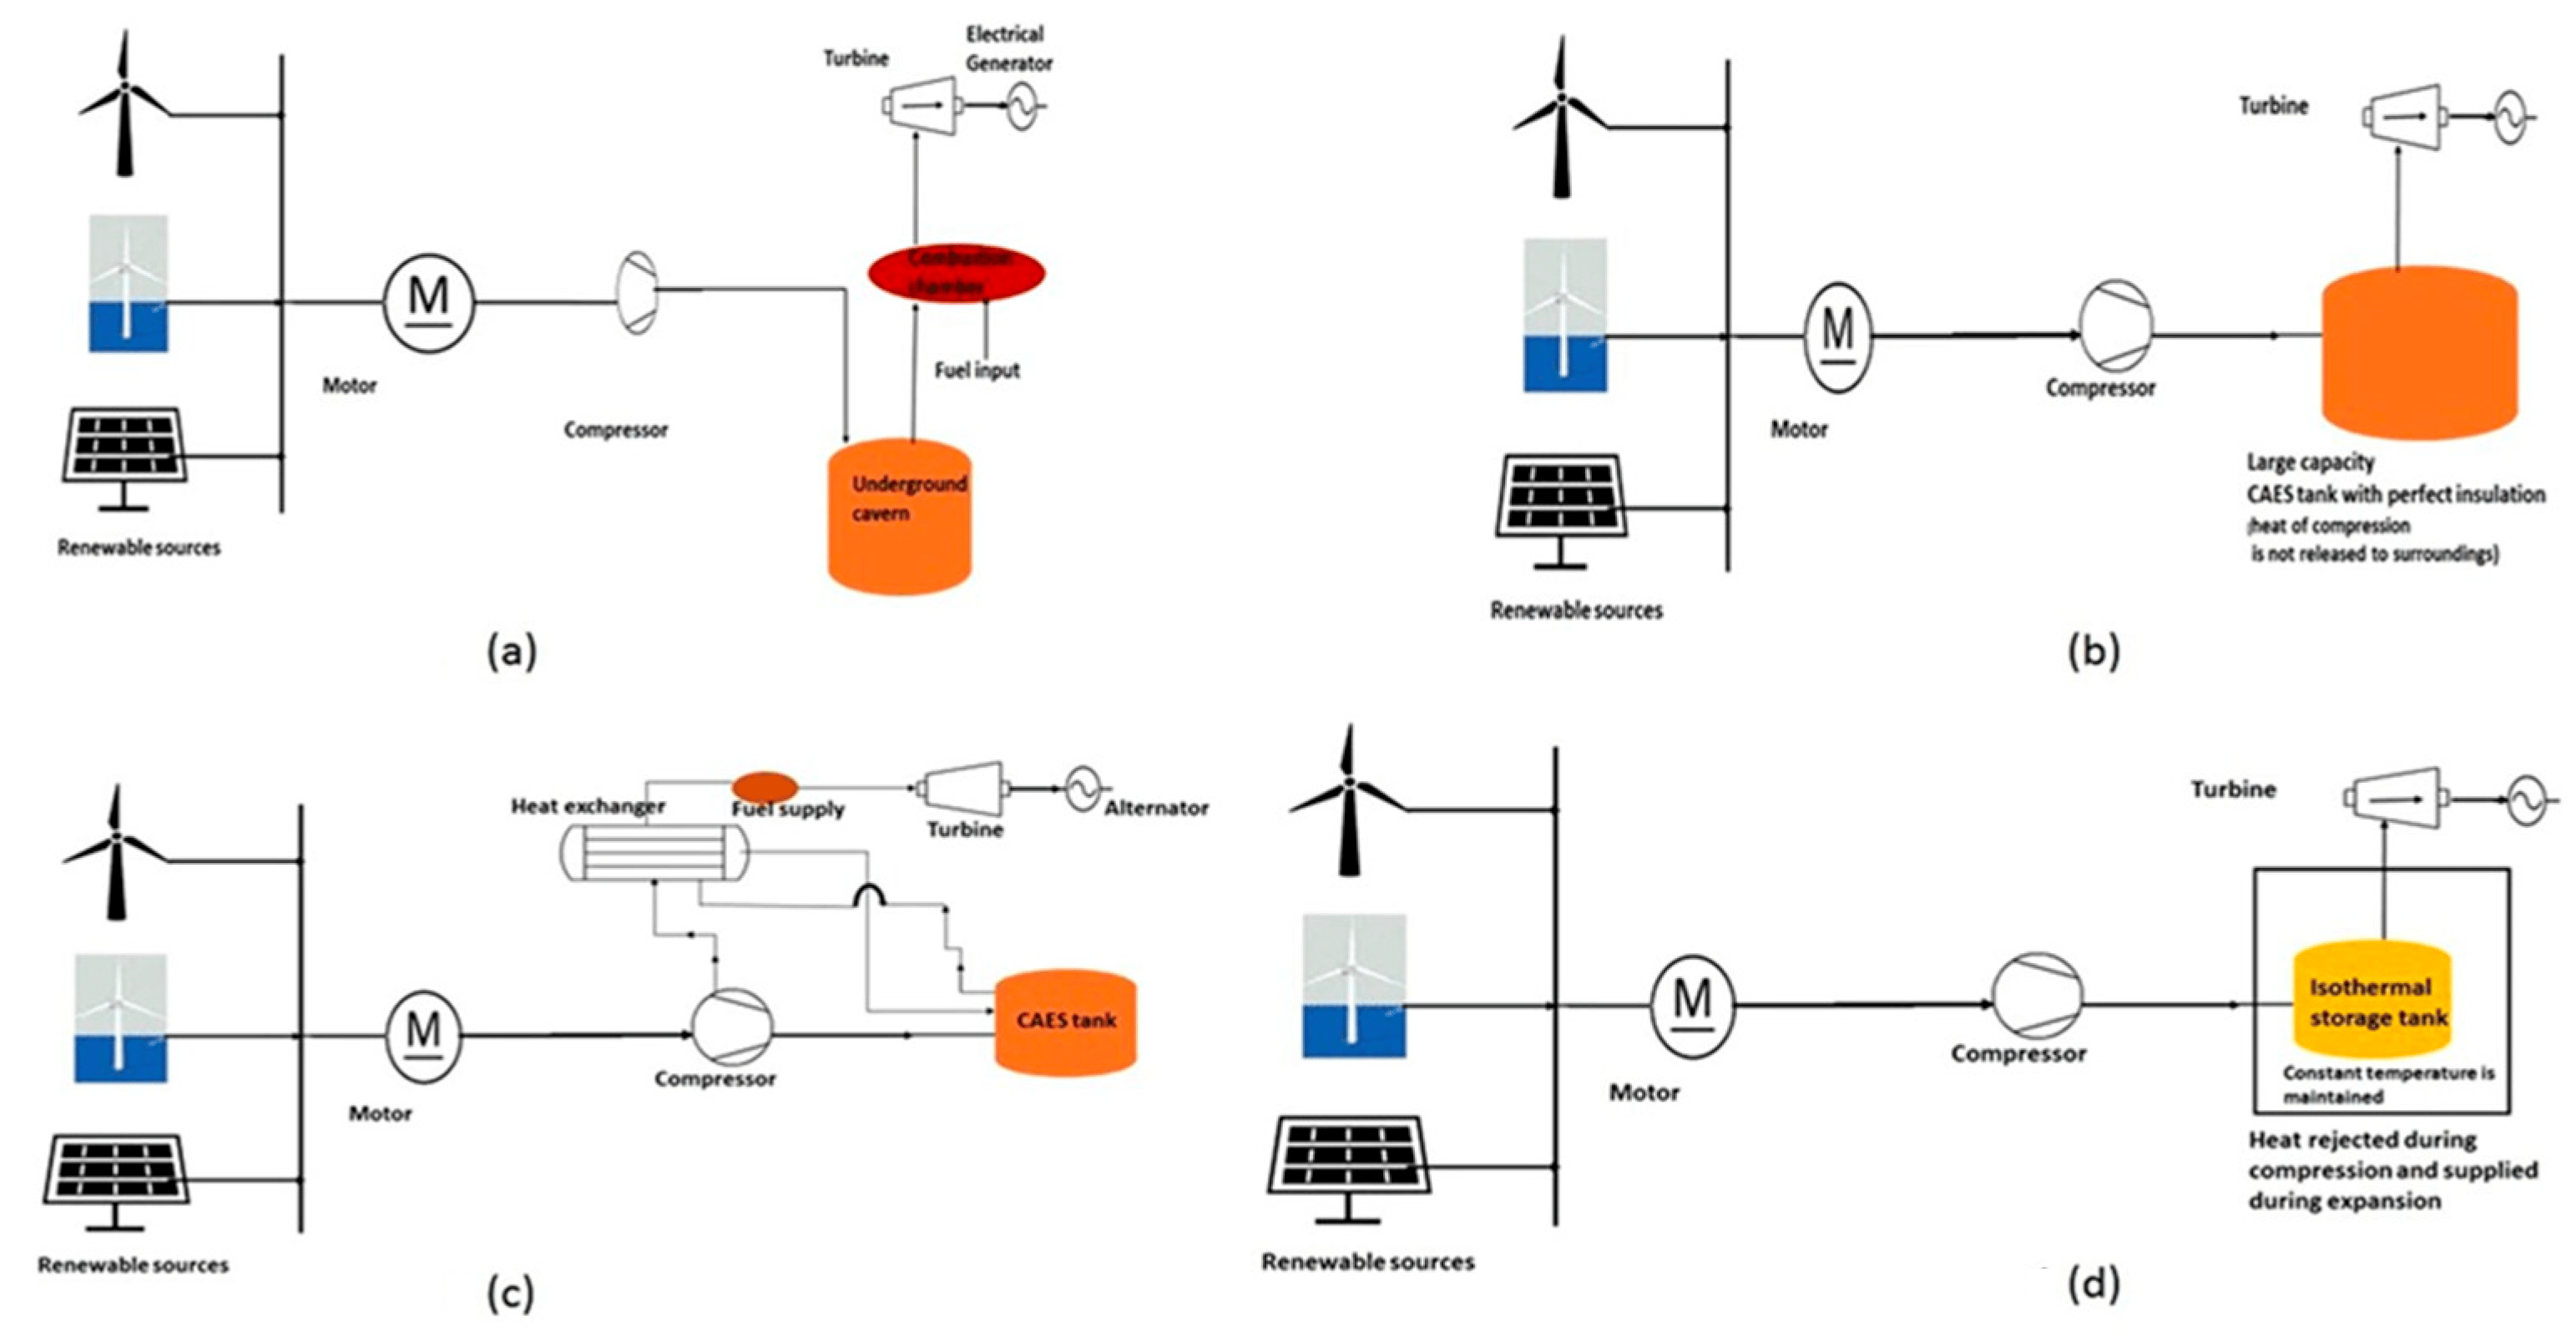 Turbine
Electrical
Generator
M
Motor
Compressor
Combustion
chamber
Fuel input
Underground
cavern
Renewable sources
(a)
Turbine
M
Motor
Compressor
Large capacity
CAES tank with perfect insulation
(heat of compression
is not released to surroundings)
Renewable sources
(b)
Heat exchanger
Fuel supply
Turbine
Alternator
M
Motor
Compressor
CAES tank
Renewable sources
(c)
Turbine
M
Motor
Compressor
Isothermal
storage tank
Constant temperature is
maintained
Heat rejected during
compression and supplied
during expansion
Renewable sources
(d)